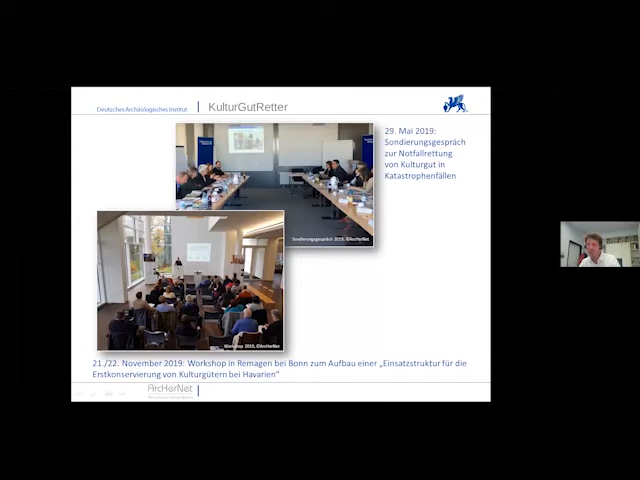 Deutsches Archäologisches Institut
KulturGutRetter
29. Mai 2019:
Sondierungsgespräch
zur Notfallrettung
von Kulturgut in
Katastrophenfällen
Sondierungsgespräch 2019, ©ArcHerNet
Workshop 2019, ©ArcHerNet
21./22. November 2019: Workshop in Remagen bei Bonn zum Aufbau einer „Einsatzstruktur für die
Erstkonservierung von Kulturgütern bei Havarien“
ArcHerNet